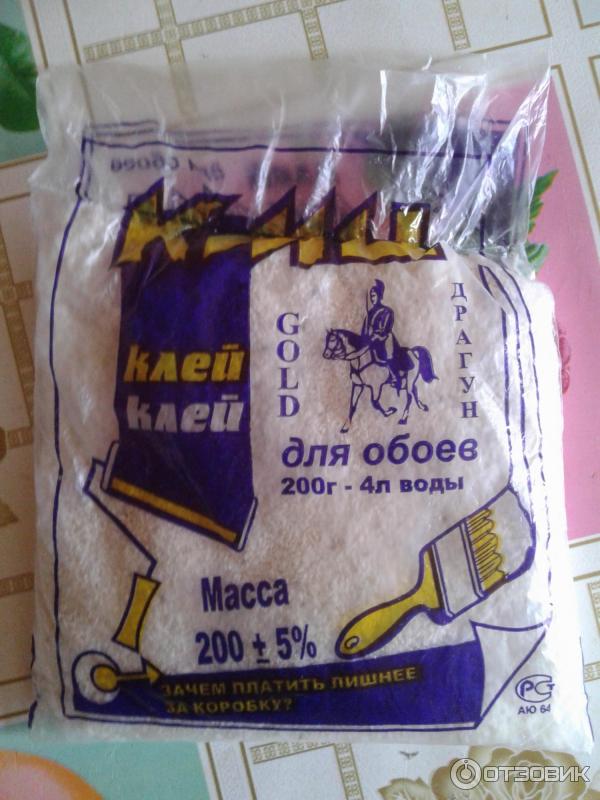 клей
клей
GOLD
ДРАГУН
для обоев
200г - 4л воды
Масса
200 ± 5%
ЗАЧЕМ ПЛАТИТЬ ЛИШНЕЕ
ЗА КОРОБКУ?
РСТ
АЮ 64
ОТЗОВИК